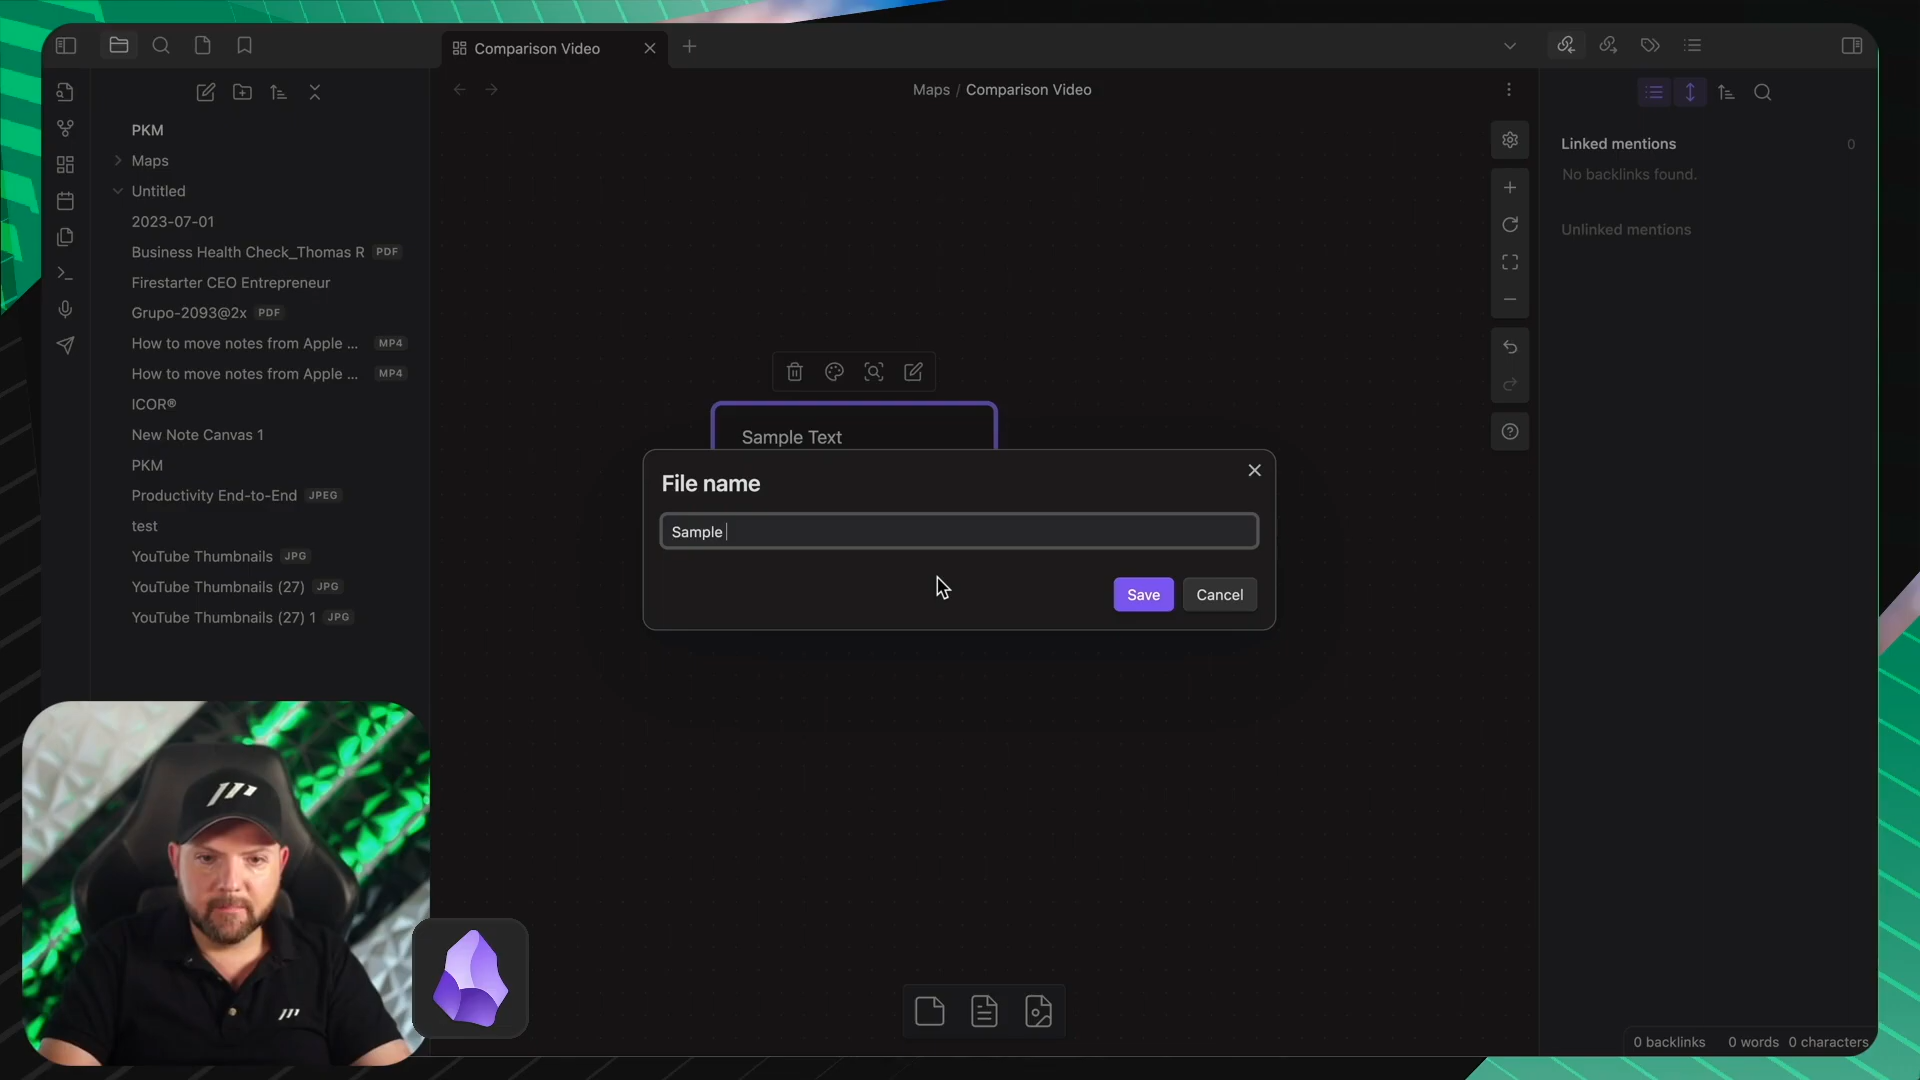 Comparison Video
Maps / Comparison Video
PKM
Maps
Untitled
2023-07-01
Business Health Check_Thomas R PDF
Firestarter CEO Entrepreneur
Grupo-2093@2x PDF
How to move notes from Apple ... MP4
How to move notes from Apple ... MP4
ICOR®
New Note Canvas 1
PKM
Productivity End-to-End JPEG
test
YouTube Thumbnails JPG
YouTube Thumbnails (27) JPG
YouTube Thumbnails (27) 1 JPG
Sample Text
File name
Sample
Save Cancel
Linked mentions 0
No backlinks found.
Unlinked mentions
0 backlinks 0 words 0 characters